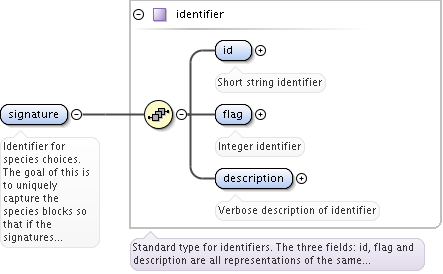 identifier
id
Short string identifier
signature
flag
Identifier for
species choices.
The goal of this is
to uniquely
capture the
species blocks so
that if the
signatures...
Integer identifier
description
Verbose description of identifier
Standard type for identifiers. The three fields: id, flag and
description are all representations of the same...